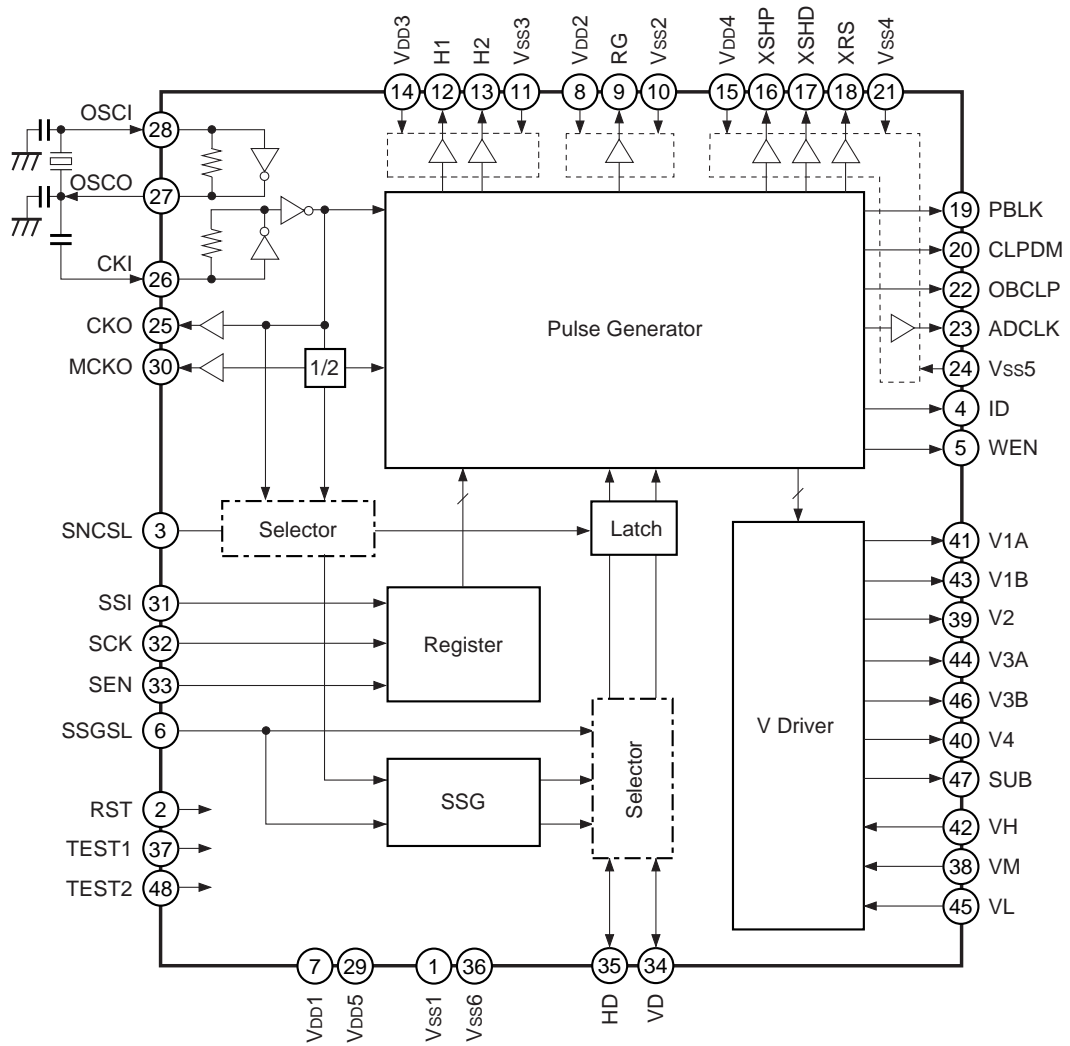 VDD3
H1
H2
VSS3
VDD2
RG
VSS2
VDD4
XSHP
XSHD
XRS
VSS4
14
12
13
11
8
9
10
15
16
17
18
21
OSCI
28
OSCO
27
CKI
26
CKO
25
MCKO
30
1/2
Pulse Generator
19
PBLK
20
CLPDM
22
OBCLP
23
ADCLK
24
VSS5
4
ID
5
WEN
SNCSL
3
Selector
Latch
SSI
31
SCK
32
SEN
33
Register
SSGSL
6
SSG
Selector
RST
2
TEST1
37
TEST2
48
V Driver
41
V1A
43
V1B
39
V2
44
V3A
46
V3B
40
V4
47
SUB
42
VH
38
VM
45
VL
7
29
1
36
35
34
VDD1
VDD5
VSS1
VSS6
HD
VD